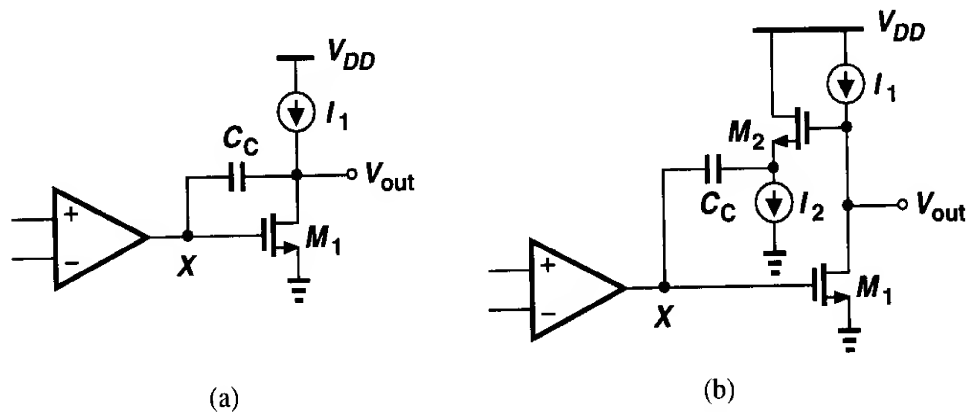 V_DD
I_1
C_C
V_out
+
−
X
M_1
(a)
V_DD
I_1
M_2
C_C
I_2
V_out
+
−
X
M_1
(b)